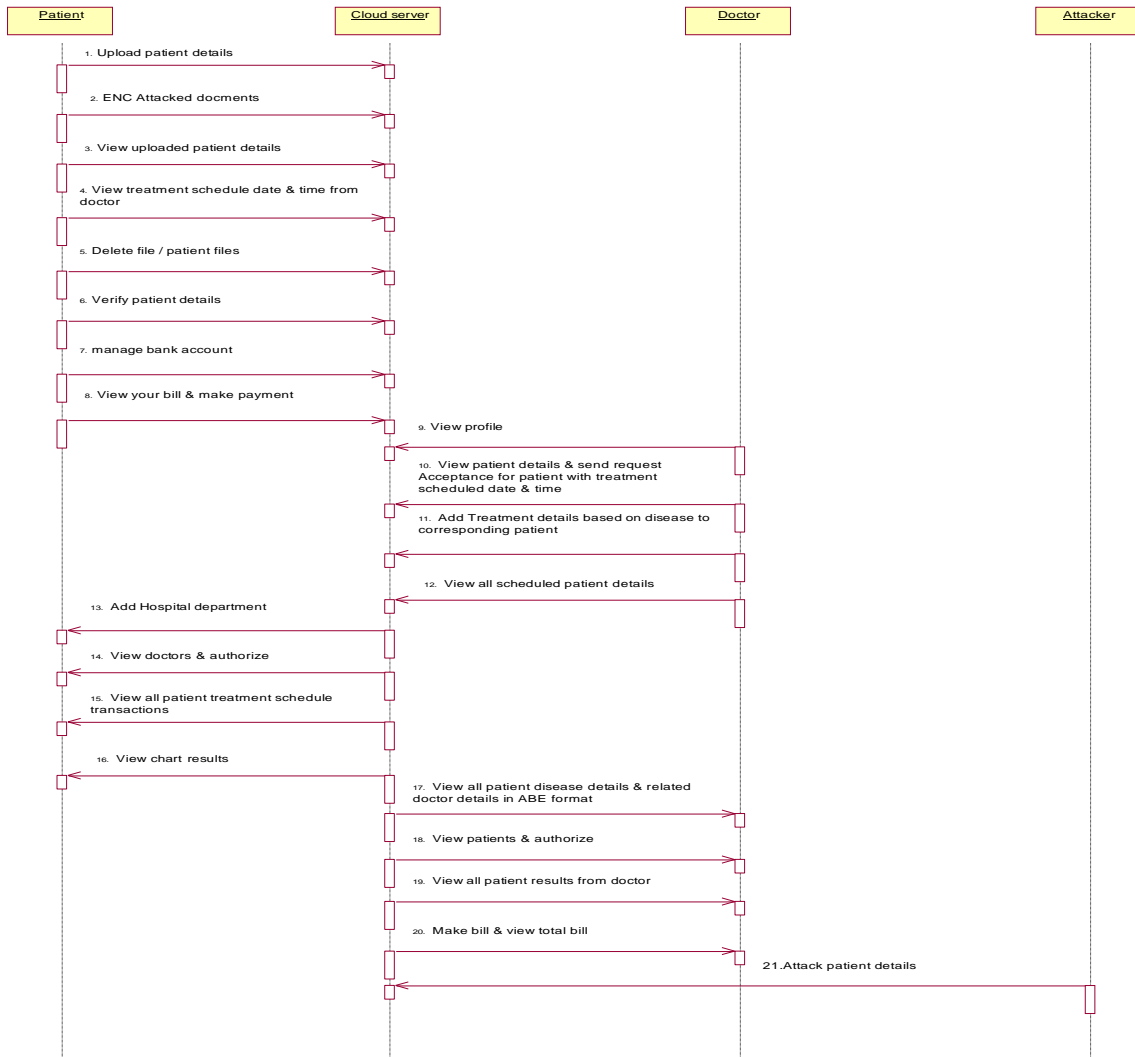 Patient
Cloud server
Doctor
Attacker
1. Upload patient details
2. ENC Attacked docments
3. View uploaded patient details
4. View treatment schedule date & time from
doctor
5. Delete file / patient files
6. Verify patient details
7. manage bank account
8. View your bill & make payment
9. View profile
10. View patient details & send request
Acceptance for patient with treatment
scheduled date & time
11. Add Treatment details based on disease to
corresponding patient
12. View all scheduled patient details
13. Add Hospital department
14. View doctors & authorize
15. View all patient treatment schedule
transactions
16. View chart results
17. View all patient disease details & related
doctor details in ABE format
18. View patients & authorize
19. View all patient results from doctor
20. Make bill & view total bill
21.Attack patient details